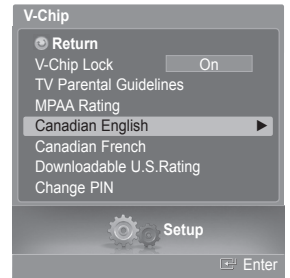 V-Chip
Return
V-Chip Lock On
TV Parental Guidelines
MPAA Rating
Canadian English
Canadian French
Downloadable U.S.Rating
Change PIN
Setup
Enter